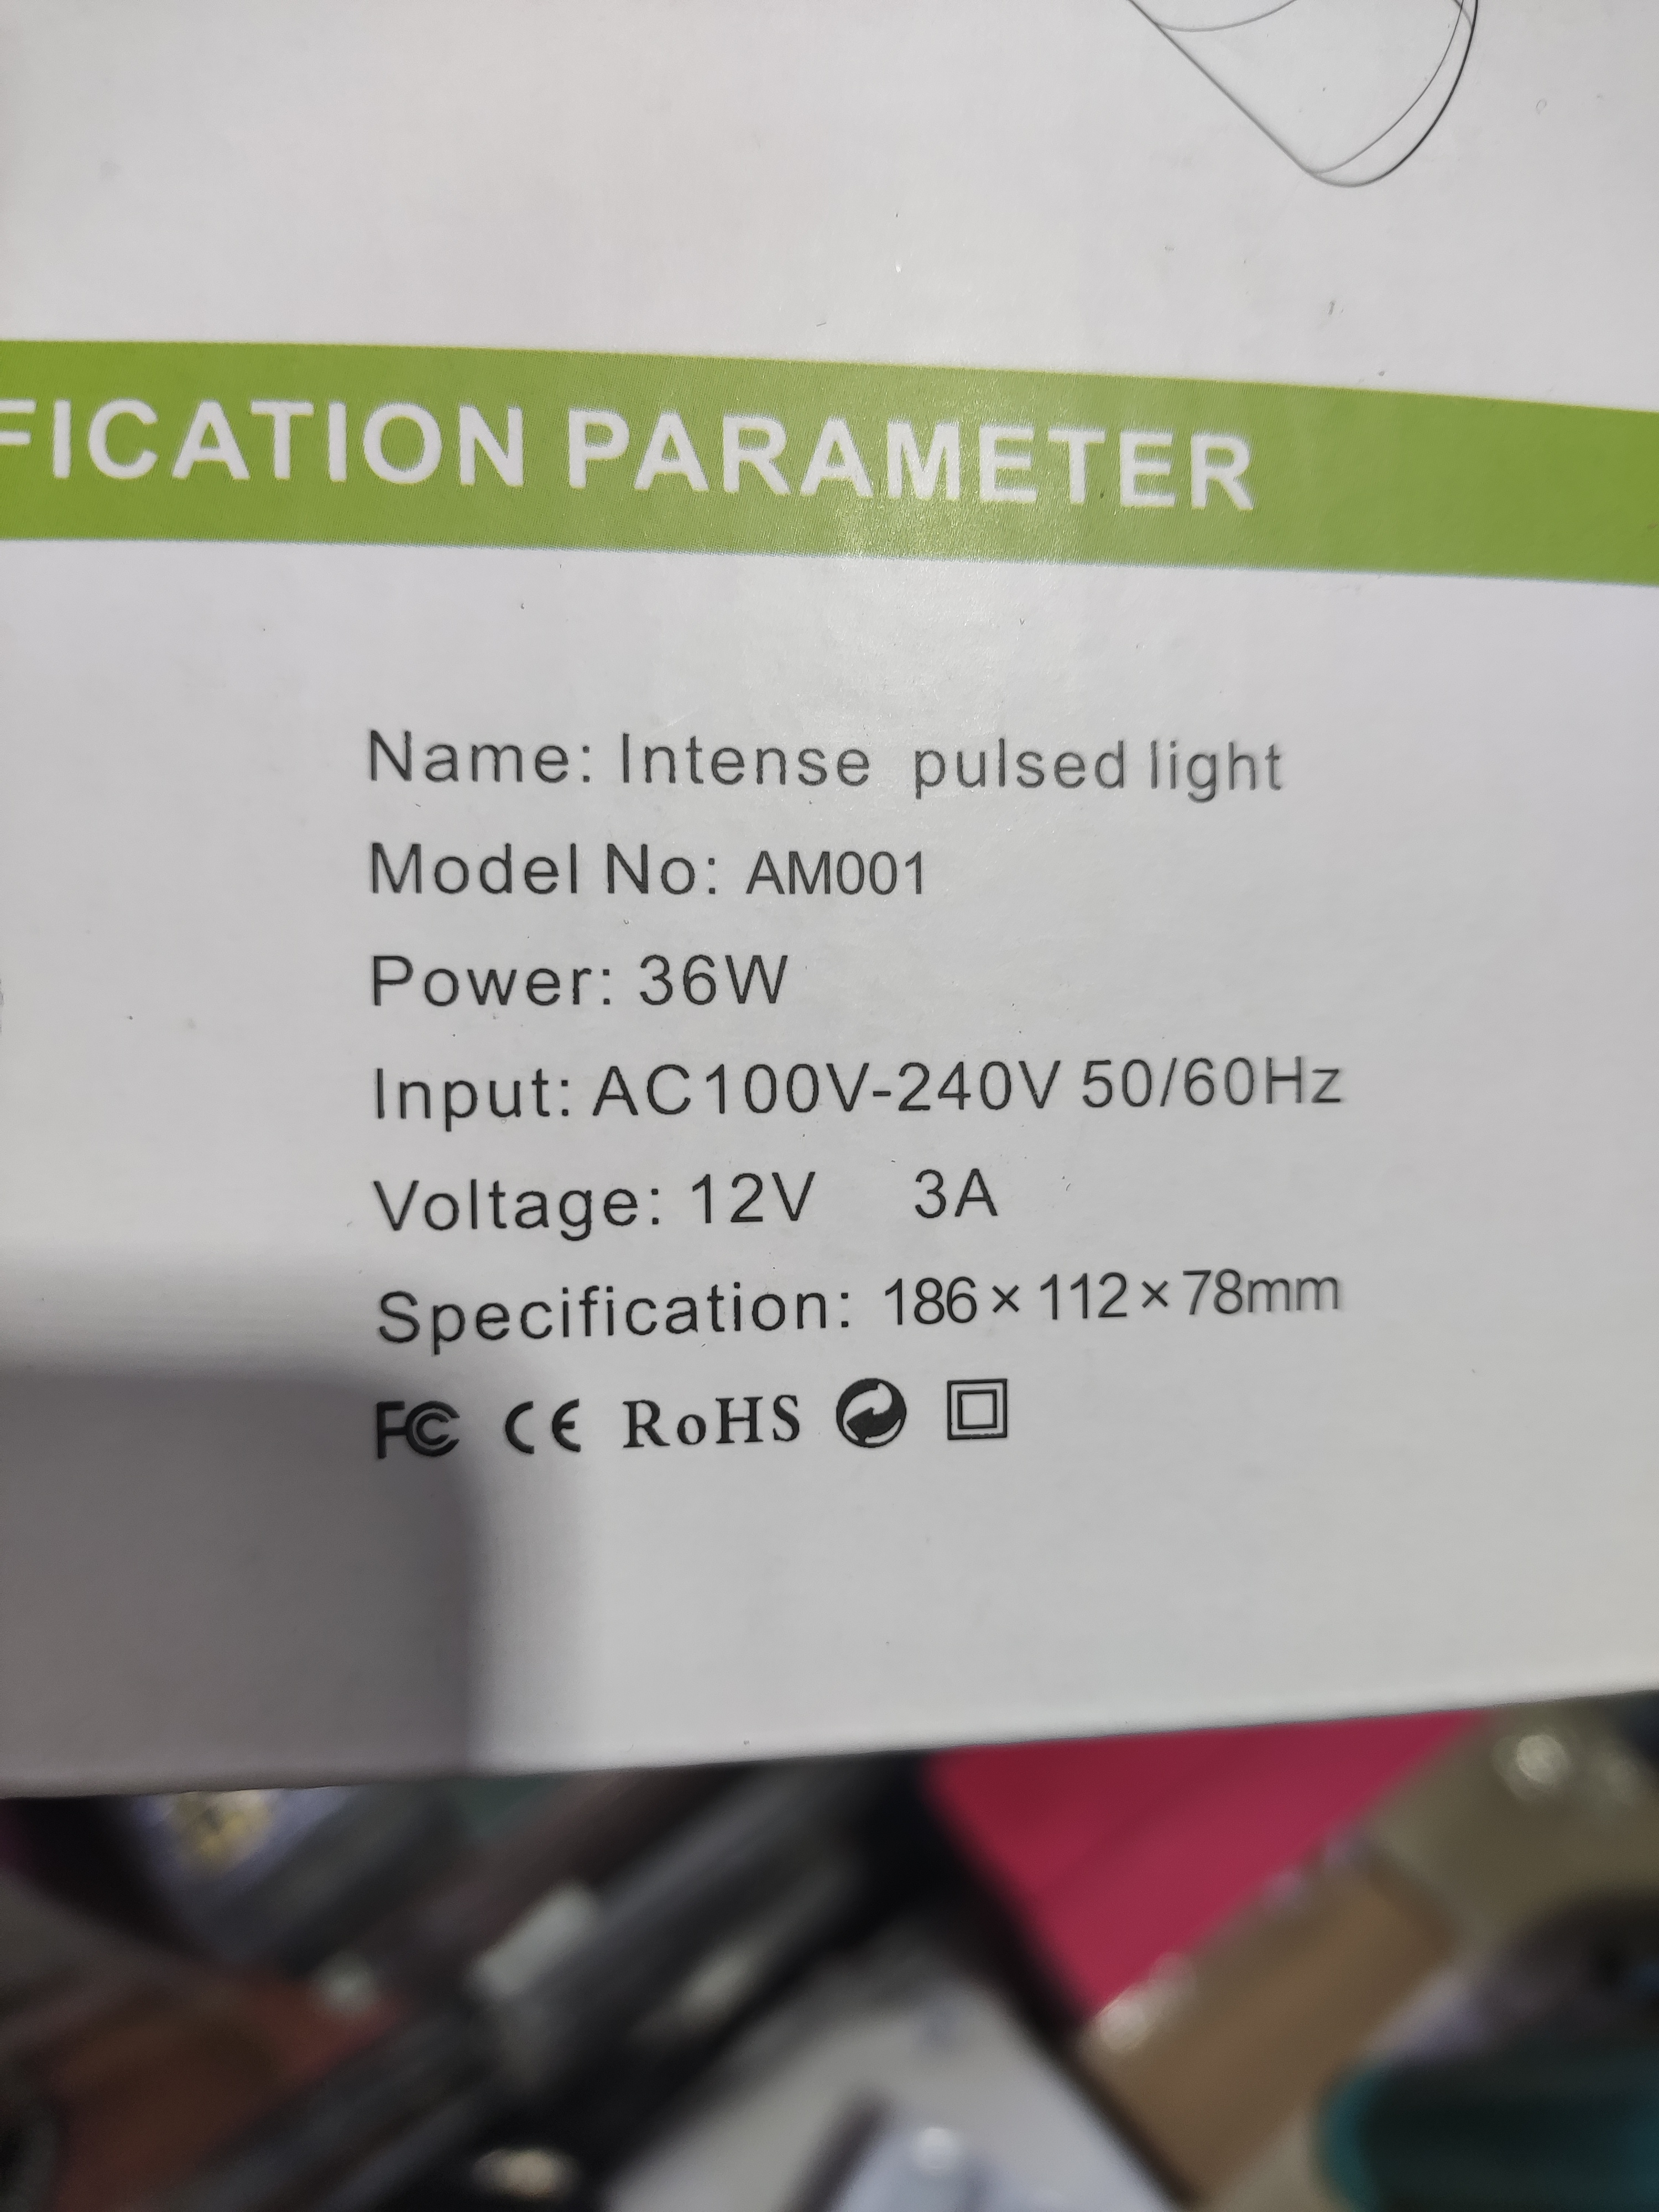 FICATION PARAMETER
Name: Intense pulsed light
Model No: AM001
Power: 36W
Input: AC100V-240V 50/60Hz
Voltage: 12V 3A
Specification: 186×112×78mm
FC CE RoHS